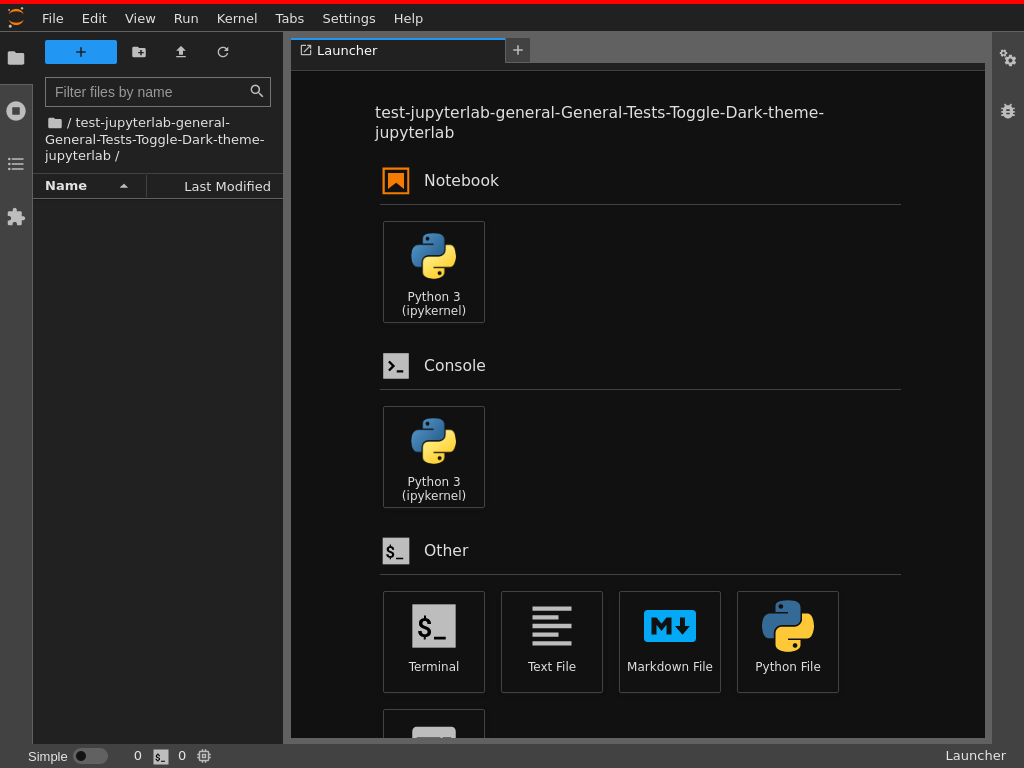 File Edit View Run Kernel Tabs Settings Help
Launcher
Filter files by name
/ test-jupyterlab-general-
General-Tests-Toggle-Dark-theme-
jupyterlab /
Name Last Modified
test-jupyterlab-general-General-Tests-Toggle-Dark-theme-
jupyterlab
Notebook
Python 3
(ipykernel)
Console
Python 3
(ipykernel)
$_ Other
$_ M
Terminal Text File Markdown File Python File
Simple 0 $_ 0 Launcher